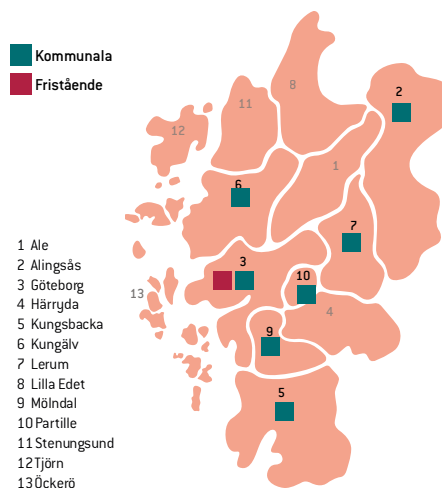 Kommunala
Fristående
2
8
11
12
1
6
7
3
10
13
4
9
5
1 Ale
2 Alingsås
3 Göteborg
4 Härryda
5 Kungsbacka
6 Kungälv
7 Lerum
8 Lilla Edet
9 Mölndal
10 Partille
11 Stenungsund
12 Tjörn
13 Öckerö